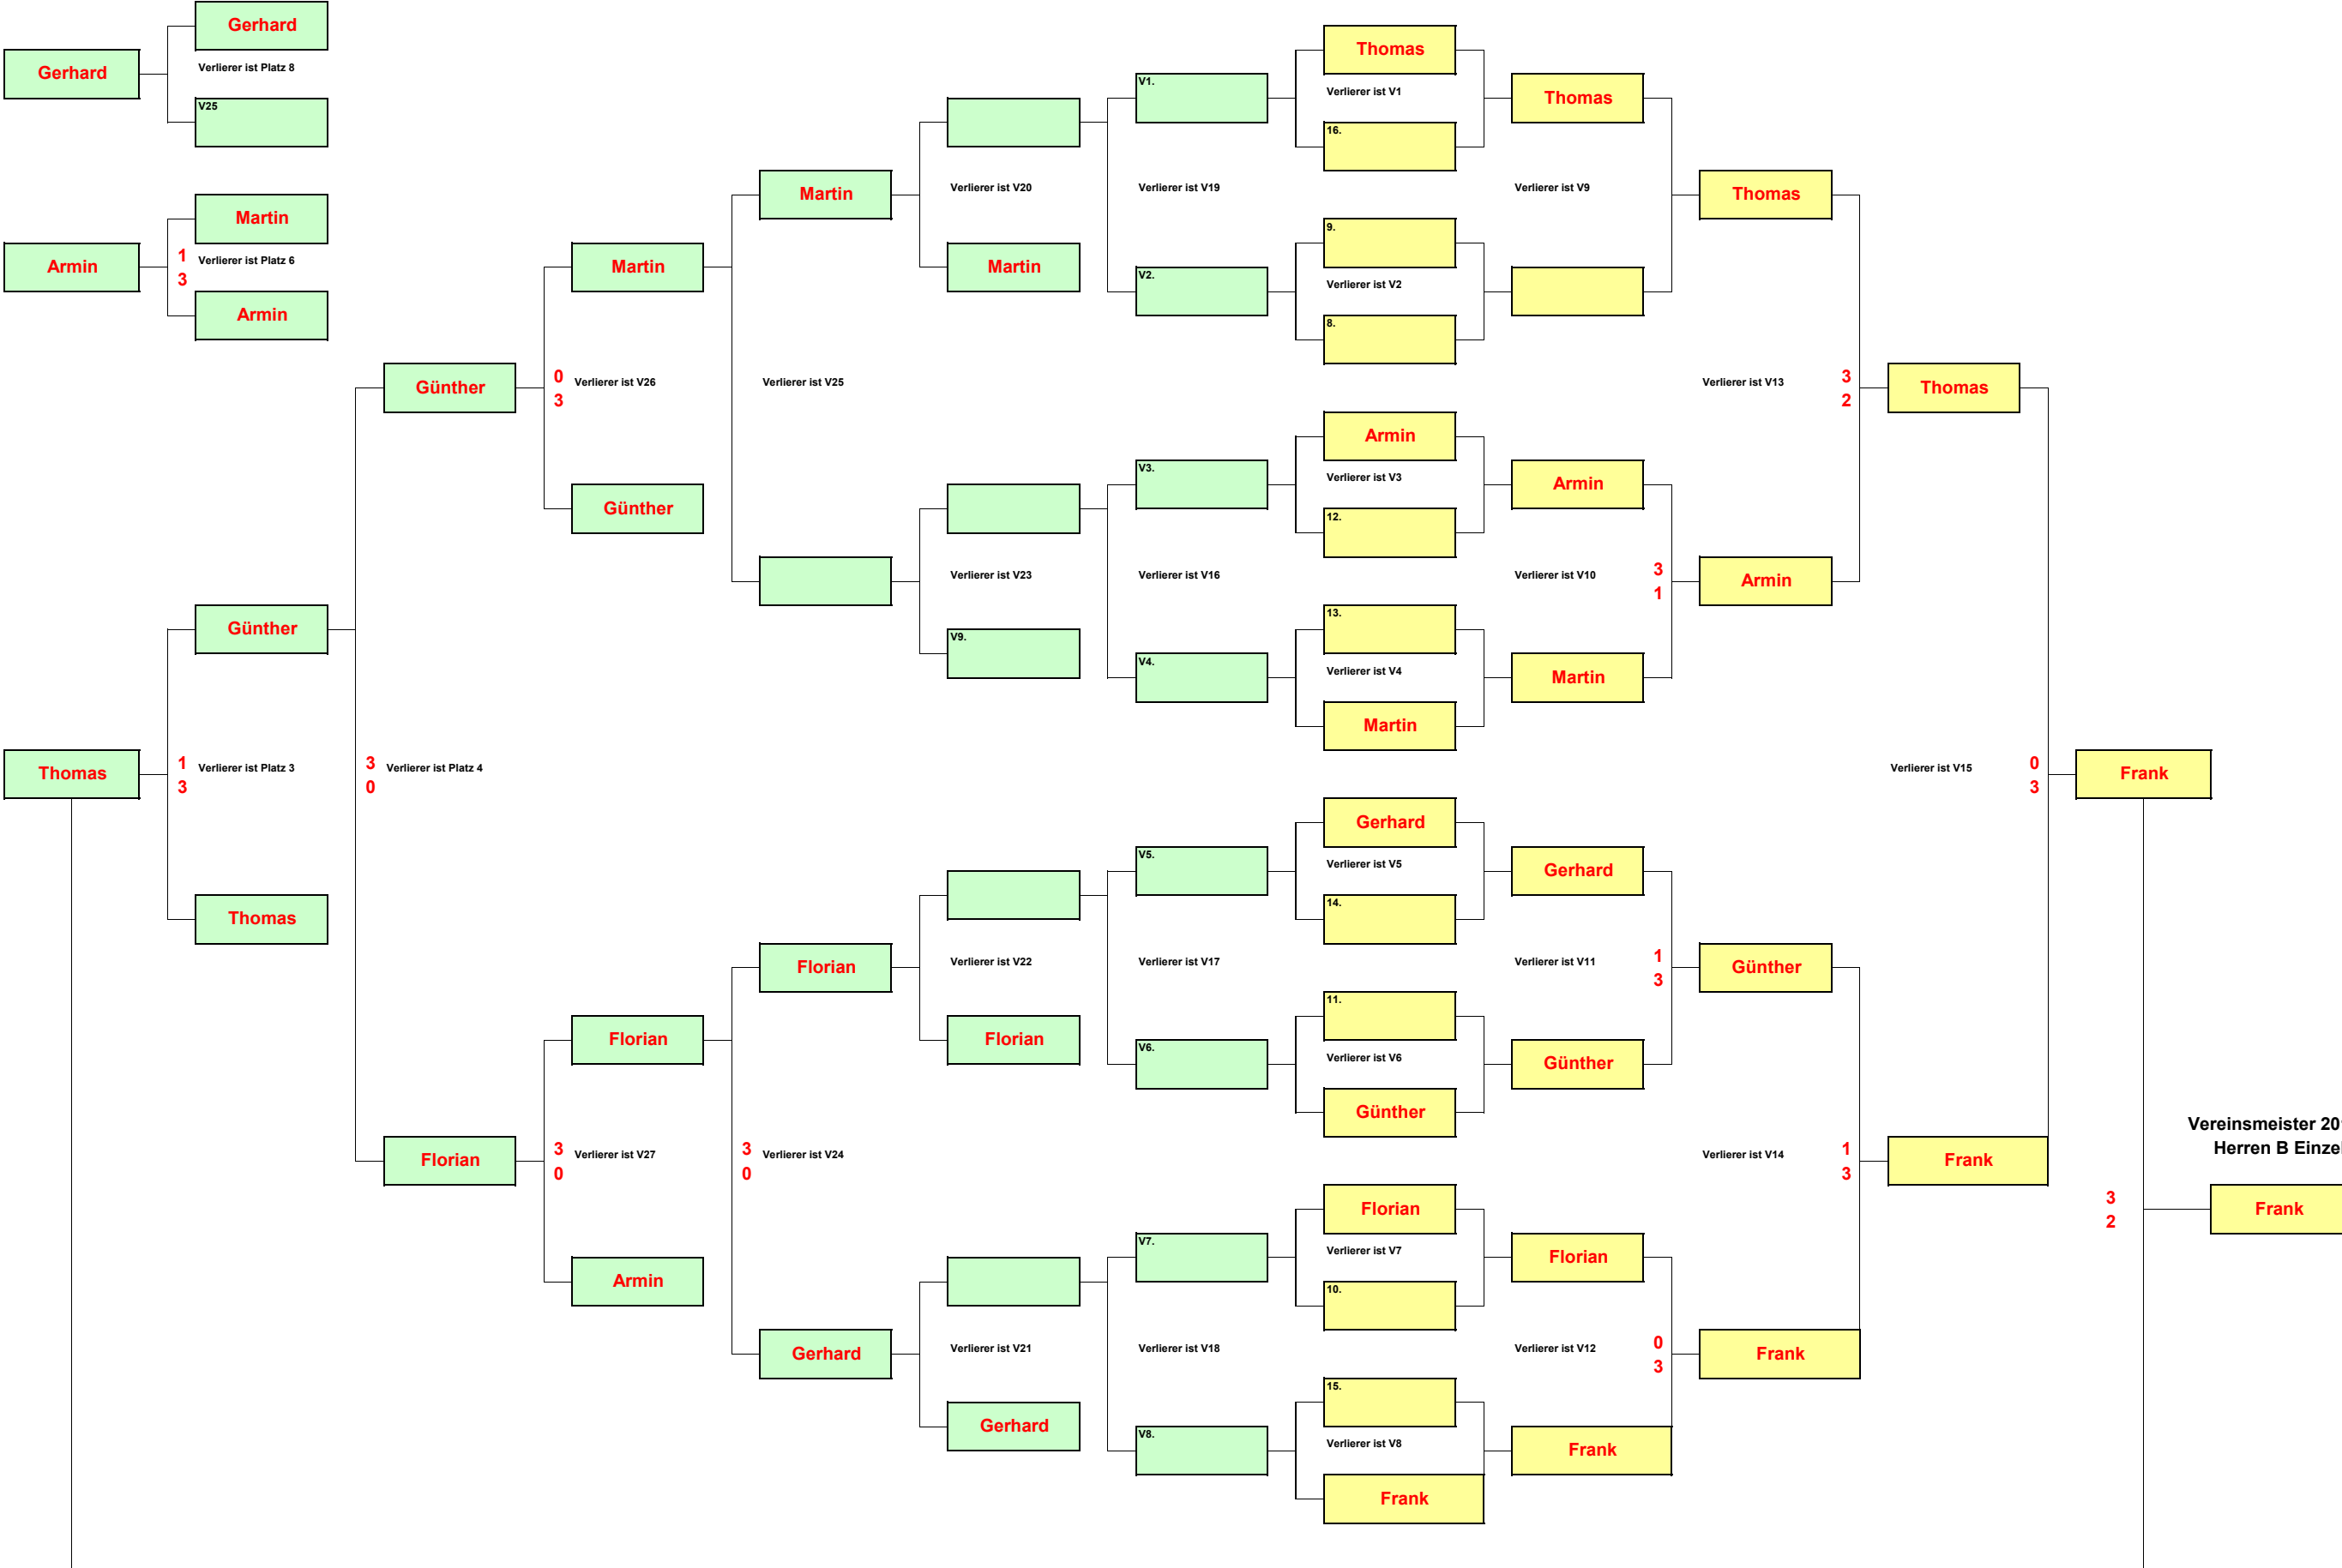 Gerhard
Thomas
Gerhard
Verlierer ist Platz 8
V1.
Verlierer ist V1
Thomas
V25
16.
Martin
Verlierer ist V20
Verlierer ist V19
Verlierer ist V9
Thomas
Martin
9.
Armin
1
3
Verlierer ist Platz 6
Martin
Martin
V2.
Verlierer ist V2
Armin
8.
Günther
0
3
Verlierer ist V26
Verlierer ist V25
Verlierer ist V13
3
2
Thomas
Armin
V3.
Verlierer ist V3
Armin
Günther
12.
Verlierer ist V23
Verlierer ist V16
Verlierer ist V10
3
1
Armin
Günther
13.
V9.
V4.
Verlierer ist V4
Martin
Martin
Thomas
1
3
Verlierer ist Platz 3
3
0
Verlierer ist Platz 4
Verlierer ist V15
0
3
Frank
Gerhard
V5.
Verlierer ist V5
Gerhard
Thomas
14.
Florian
Verlierer ist V22
Verlierer ist V17
Verlierer ist V11
1
3
Günther
11.
Florian
Florian
V6.
Verlierer ist V6
Günther
Günther
Vereinsmeister 20
Herren B Einze
Florian
3
0
Verlierer ist V27
3
0
Verlierer ist V24
Verlierer ist V14
1
3
Frank
3
2
Frank
Florian
V7.
Verlierer ist V7
Florian
Armin
10.
Gerhard
Verlierer ist V21
Verlierer ist V18
Verlierer ist V12
0
3
Frank
15.
Gerhard
V8.
Verlierer ist V8
Frank
Frank